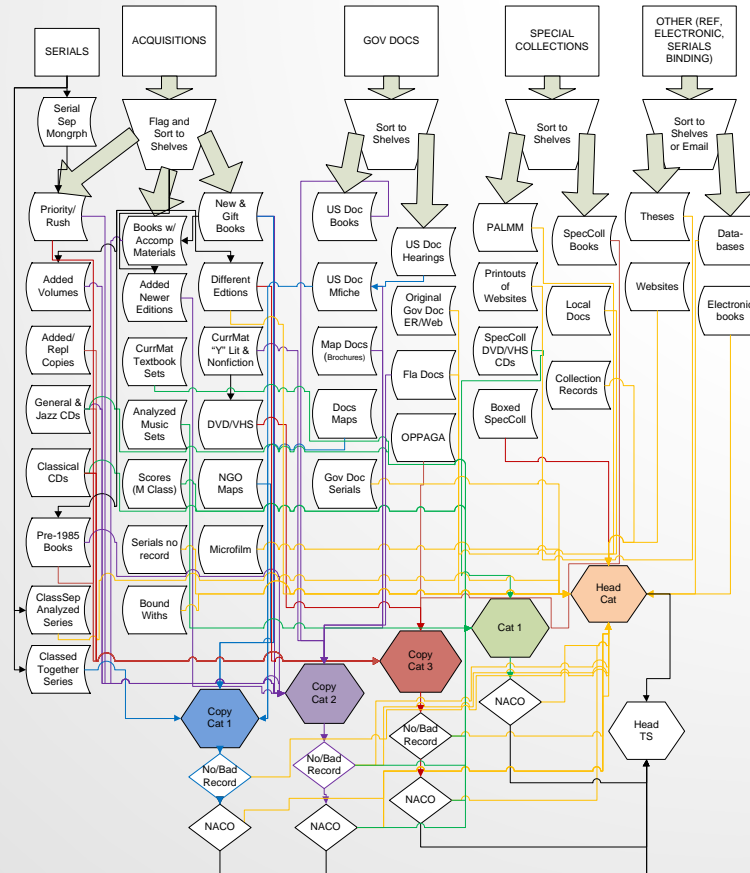 SERIALS
ACQUISITIONS
GOV DOCS
SPECIAL
COLLECTIONS
OTHER (REF,
ELECTRONIC,
SERIALS
BINDING)
Serial
Sep
Mongrph
Flag and
Sort to
Shelves
Sort to
Shelves
Sort to
Shelves
Sort to
Shelves
or Email
Priority/
Rush
Books w/
Accomp
Materials
New &
Gift
Books
US Doc
Books
US Doc
Hearings
PALMM
SpecColl
Books
Theses
Data-
bases
Added
Volumes
Added
Newer
Editions
Different
Edtions
US Doc
Mfiche
Original
Gov Doc
ER/Web
Printouts
of
Websites
Local
Docs
Websites
Electronic
books
Added/
Repl
Copies
CurrMat
Textbook
Sets
CurrMat
"Y" Lit &
Nonfiction
Map Docs
(Brochures)
Fla Docs
SpecColl
DVD/VHS
CDs
Collection
Records
General &
Jazz CDs
Analyzed
Music
Sets
DVD/VHS
Docs
Maps
OPPAGA
Boxed
SpecColl
Classical
CDs
Scores
(M Class)
NGO
Maps
Gov Doc
Serials
Pre-1985
Books
Serials no
record
Microfilm
ClassSep
Analyzed
Series
Bound
Withs
Head
Cat
Cat 1
Classed
Together
Series
Copy
Cat 1
Copy
Cat 2
Copy
Cat 3
NACO
Head
TS
No/Bad
Record
No/Bad
Record
No/Bad
Record
NACO
NACO
NACO